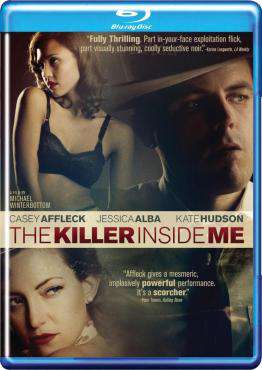 Blu-ray Disc
"Fully Thrilling. Part in-your-face exploitation flick,
part visually stunning, coolly seductive noir."
A FILM BY
MICHAEL
WINTERBOTTOM
CASEY AFFLECK JESSICA ALBA KATE HUDSON
THE KILLER INSIDE ME
"Affleck gives a mesmeric,
implosively powerful performance.
it's a scorcher."